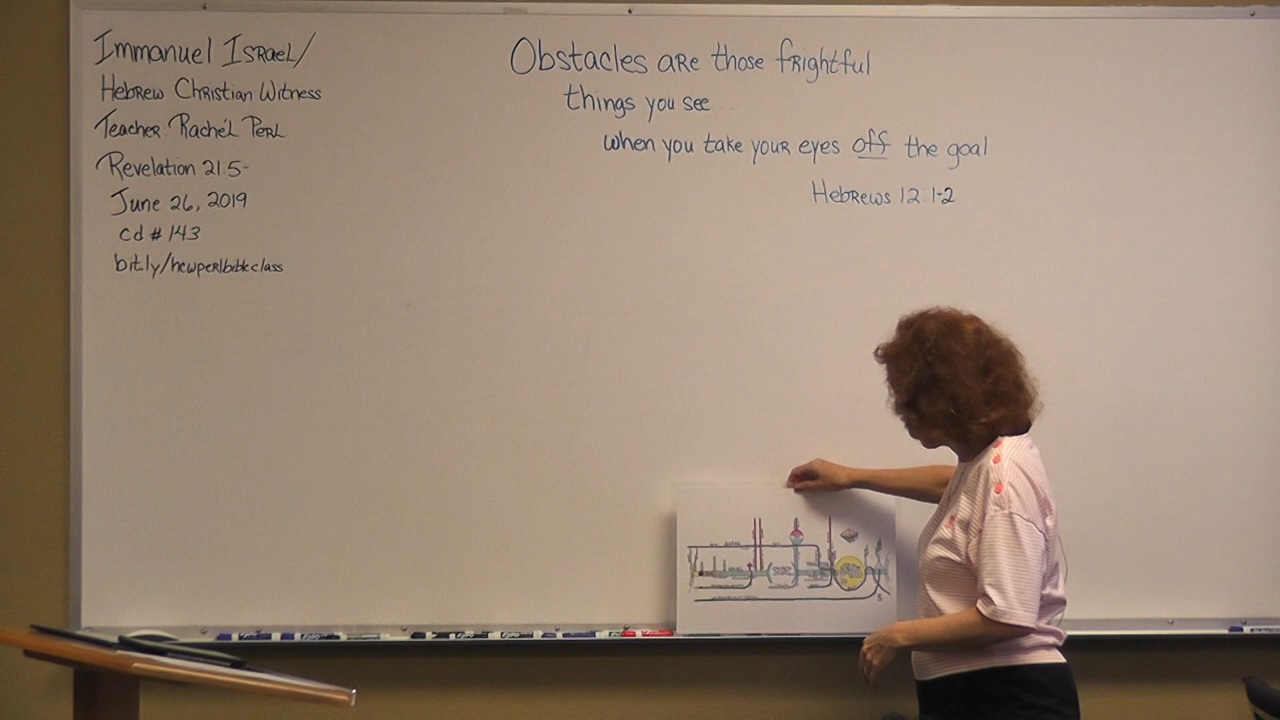 Immanuel Israel/
Hebrew Christian Witness
Teacher: Rachél Perl
Revelation 21:5-
June 26, 2019
cd # 143
bit.ly/newperlbibleclass
Obstacles are those frightful
things you see
when you take your eyes off the goal
Hebrews 12:1-2